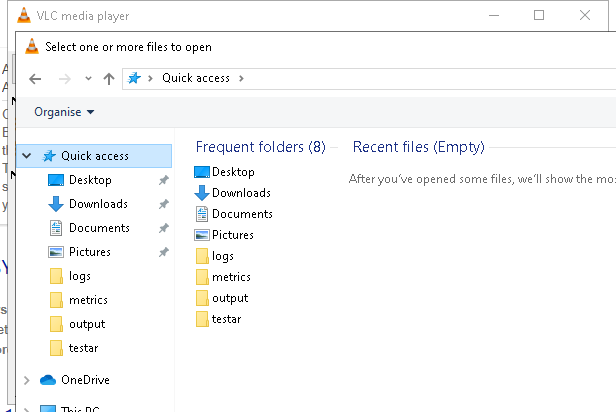 VLC media player
Select one or more files to open
Quick access
Organise
Quick access
Desktop
Downloads
Documents
Pictures
logs
metrics
output
testar
OneDrive
This PC
Frequent folders (8)
Desktop
Downloads
Documents
Pictures
logs
metrics
output
testar
Recent files (Empty)
After you've opened some files, we'll show the mos